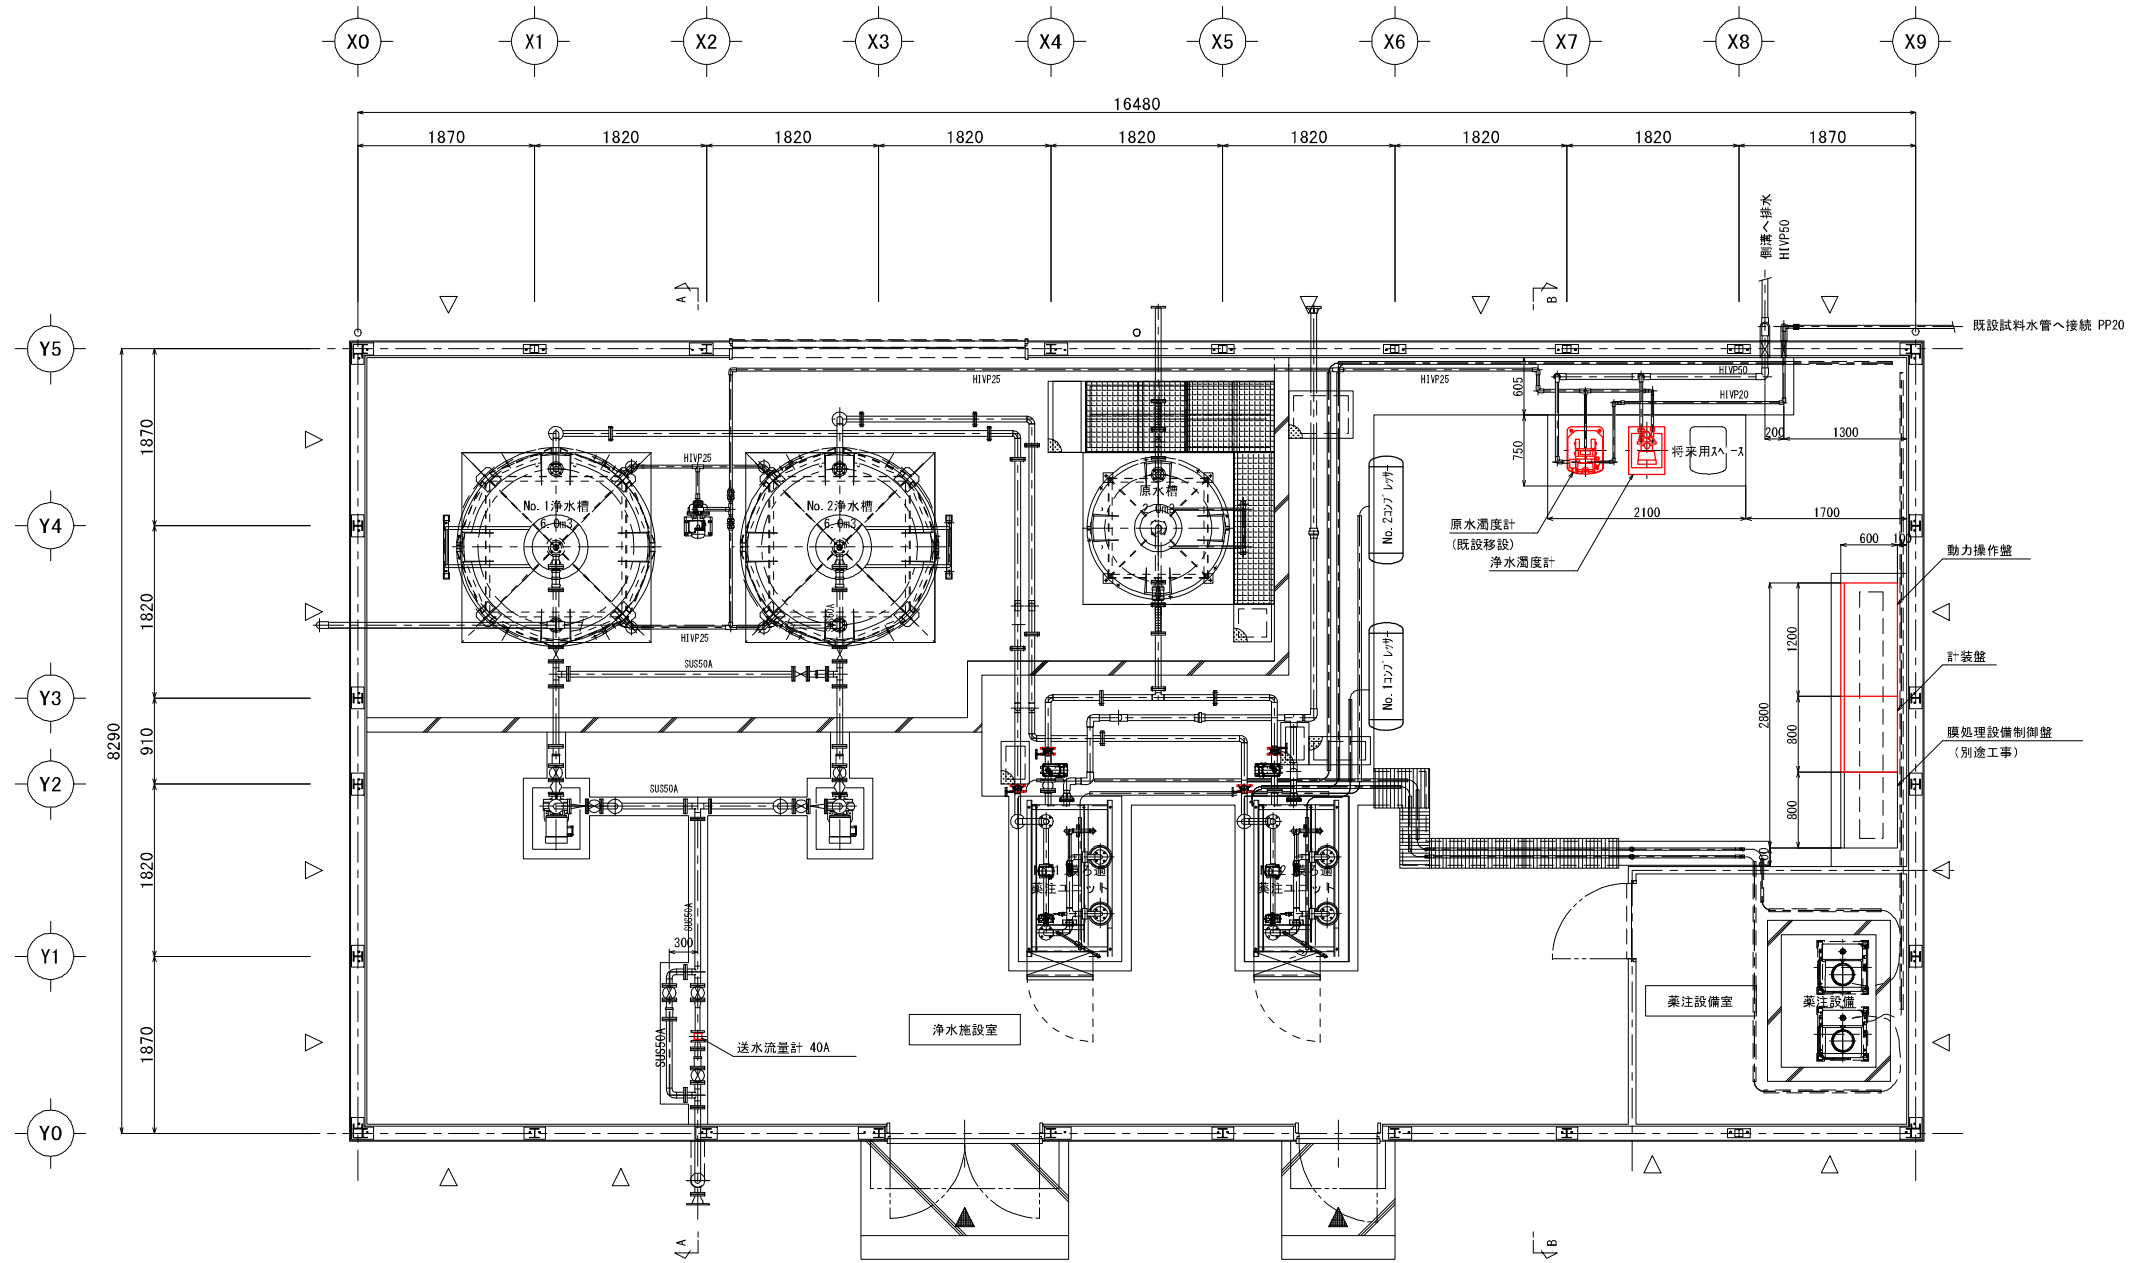 X0
X1
X2
X3
X4
X5
X6
X7
X8
X9
16480
1870
1820
1820
1820
1820
1820
1820
1820
1870
側溝へ排水
HIVP50
A
B
Y5
既設試料水管へ接続 PP20
HIVP25
HIVP25
HIVP50
HIVP20
605
750
200
1300
将来用スペース
2100
1700
原水濁度計
(既設移設)
浄水濁度計
600
100
動力操作盤
計装盤
膜処理設備制御盤
(別途工事)
1200
800
800
2800
1870
1820
910
1820
1870
8290
Y4
Y3
Y2
Y1
Y0
No.1浄水槽
6.0m3
HIVP25
No.2浄水槽
6.0m3
HIVP25
SUS50A
原水槽
2.0m3
No.2コンプレッサー
No.1コンプレッサー
SUS50A
SUS50A
300
SUS50A
送水流量計 40A
薬注ユニット
薬注ユニット
浄水施設室
薬注設備室
薬注設備
A
B